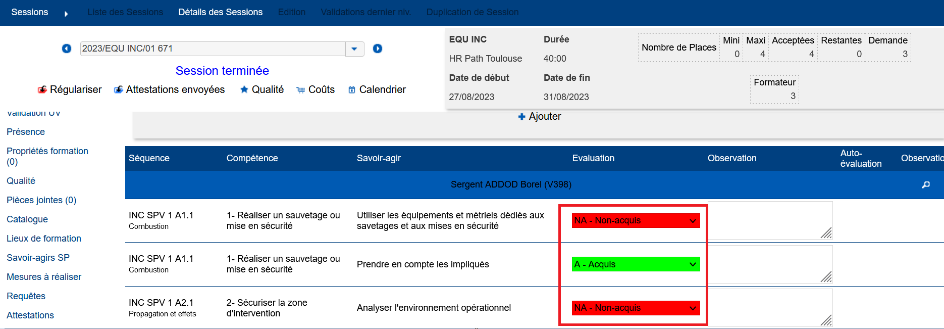 Sessions Liste des Sessions Détails des Sessions Edition Validations dernier niv. Duplication de Session
2023/EQU INC/01 671
Session terminée
Régulariser Attestations envoyées Qualité Coûts Calendrier
EQU INC Durée
HR Path Toulouse 40:00
Date de début Date de fin
27/08/2023 31/08/2023
Mini Maxi Acceptées Restantes Demande
Nombre de Places 0 4 4 0 3
Formateur
3
Ajouter
Validation UV
Présence
Propriétés formation
(0)
Qualité
Pièces jointes (0)
Catalogue
Lieux de formation
Savoir-agirs SP
Mesures à réaliser
Requêtes
Attestations
Séquence Compétence Savoir-agir Evaluation Observation Auto-
évaluation Observatio
Sergent ADDOD Borel (V398)
INC SPV 1 A1.1 1- Réaliser un sauvetage ou Utiliser les équipements et métriels dédiés aux NA - Non-acquis
Combustion mise en sécurité savetages et aux mises en sécurité
INC SPV 1 A1.1 1- Réaliser un sauvetage ou Prendre en compte les impliqués A - Acquis
Combustion mise en sécurité
INC SPV 1 A2.1 2- Sécuriser la zone Analyser l'environnement opérationnel NA - Non-acquis
Propagation et effets d'intervention